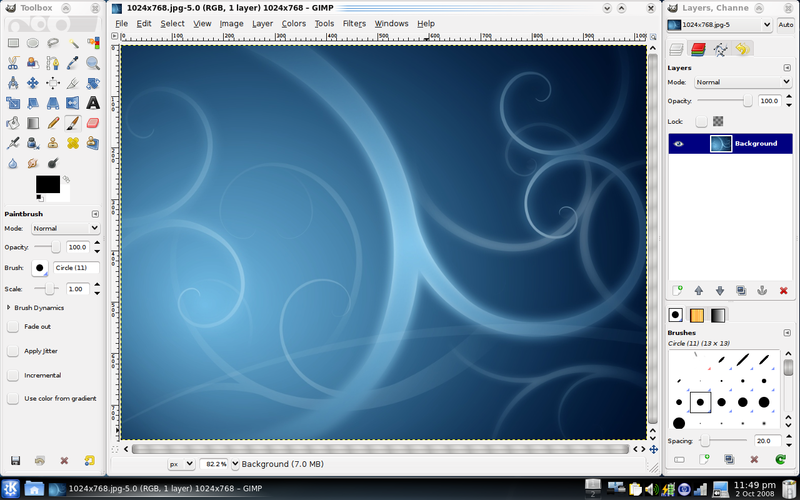 Toolbox
1024x768.jpg-5.0 (RGB, 1 layer) 1024x768 – GIMP
Layers, Channe
File Edit Select View Image Layer Colors Tools Filters Windows Help
1024x768.jpg-5
Auto
Layers
Mode: Normal
Opacity: 100.0
Lock:
Background
Paintbrush
Mode: Normal
Opacity: 100.0
Brush: Circle (11)
Scale: 1.00
Brush Dynamics
Fade out
Apply Jitter
Incremental
Use color from gradient
Brushes
Circle (11) (13 × 13)
Spacing: 20.0
px 82.2% Background (7.0 MB)
1024x768.jpg-5.0 (RGB, 1 layer) 1024x768 – GIMP
11:49 pm
2 Oct 2008